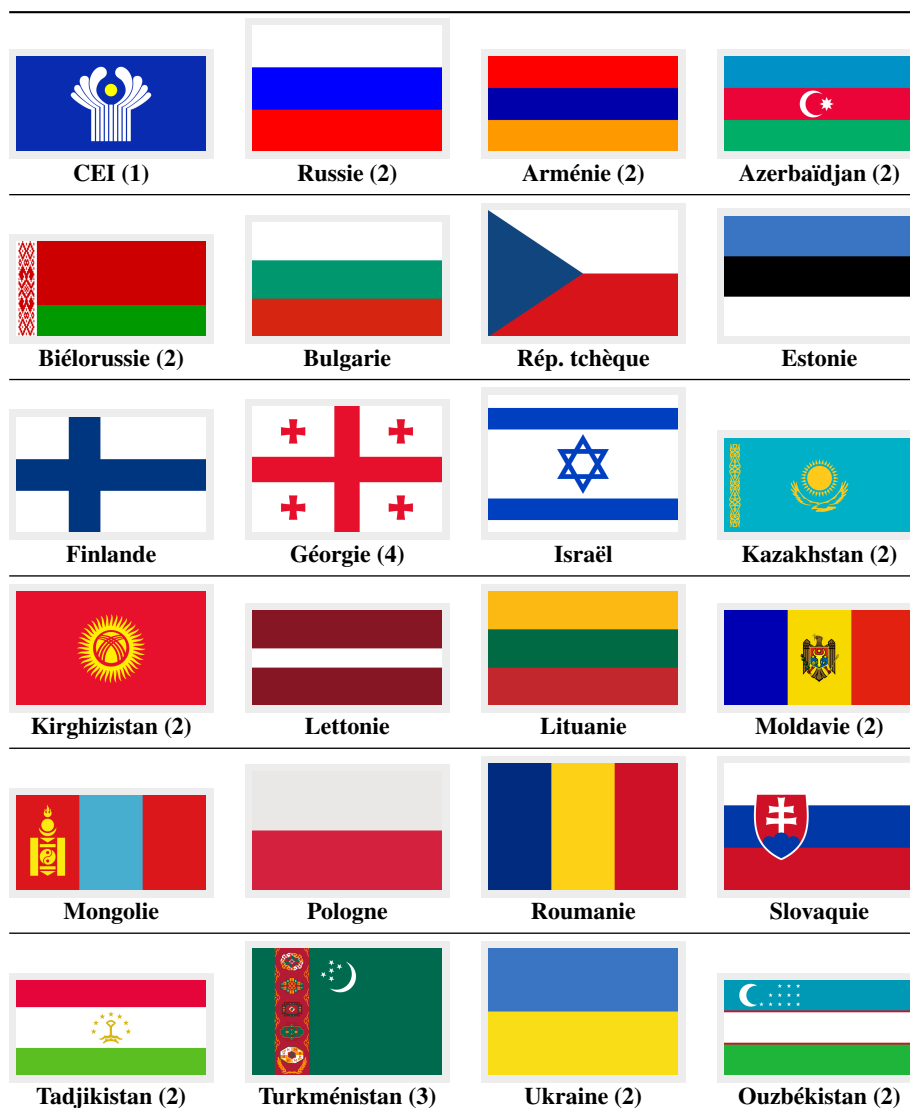 CEI (1) Russie (2) Arménie (2) Azerbaïdjan (2)
Biélorussie (2) Bulgarie Rép. tchèque Estonie
Finlande Géorgie (4) Israël Kazakhstan (2)
Kirghizistan (2) Lettonie Lituanie Moldavie (2)
Mongolie Pologne Roumanie Slovaquie
Tadjikistan (2) Turkménistan (3) Ukraine (2) Ouzbékistan (2)